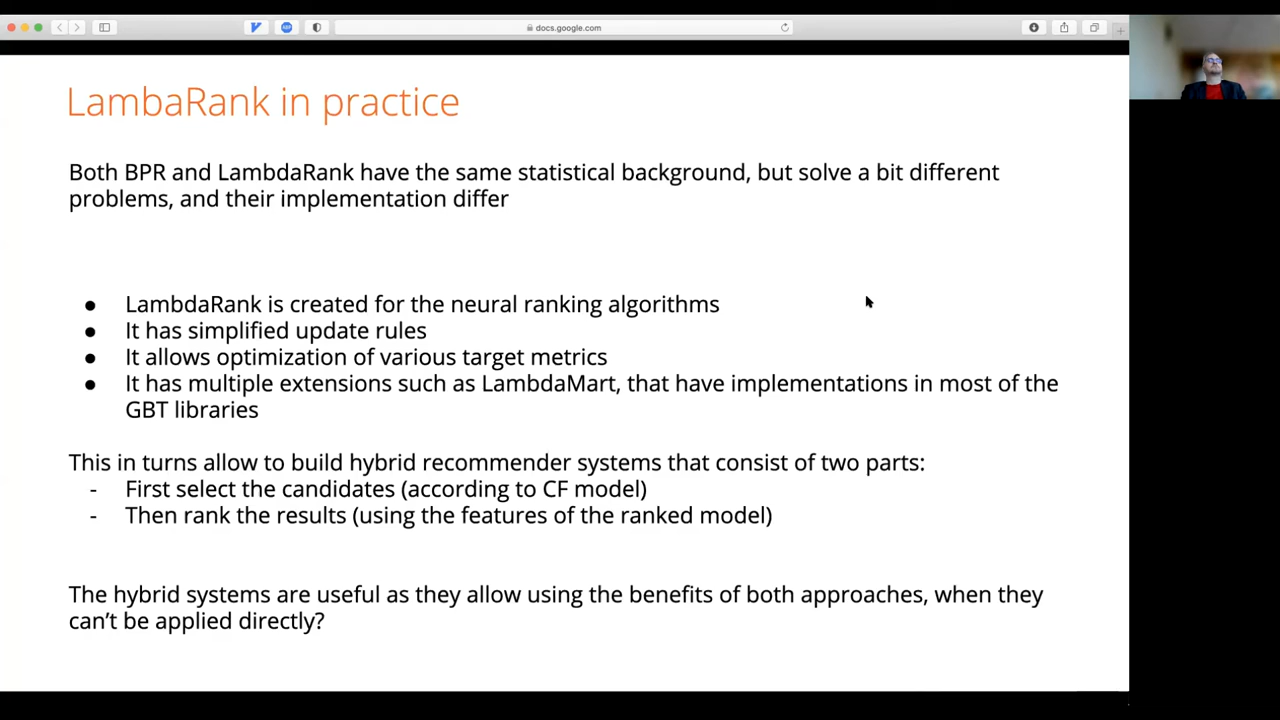 docs.google.com
LambaRank in practice
Both BPR and LambdaRank have the same statistical background, but solve a bit different
problems, and their implementation differ
● LambdaRank is created for the neural ranking algorithms
● It has simplified update rules
● It allows optimization of various target metrics
● It has multiple extensions such as LambdaMart, that have implementations in most of the
GBT libraries
This in turns allow to build hybrid recommender systems that consist of two parts:
- First select the candidates (according to CF model)
- Then rank the results (using the features of the ranked model)
The hybrid systems are useful as they allow using the benefits of both approaches, when they
can't be applied directly?